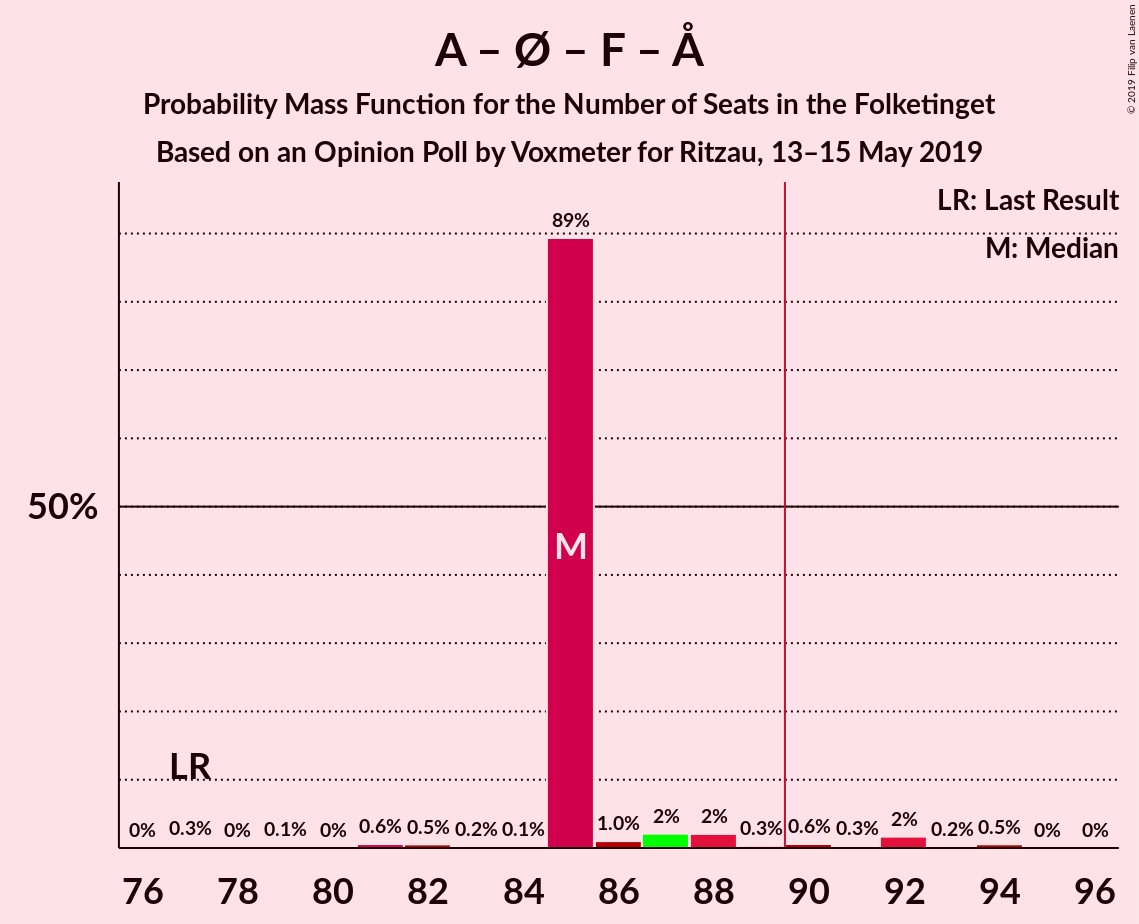 A – Ø – F – Å
Probability Mass Function for the Number of Seats in the Folketinget
Based on an Opinion Poll by Voxmeter for Ritzau, 13–15 May 2019
© 2019 Filip van Laenen
LR: Last Result
M: Median
89%
50%
M
LR
0% 0.3% 0% 0.1% 0% 0.6% 0.5% 0.2% 0.1% 1.0% 2% 2% 0.3% 0.6% 0.3% 2% 0.2% 0.5% 0% 0%
76 78 80 82 84 86 88 90 92 94 96